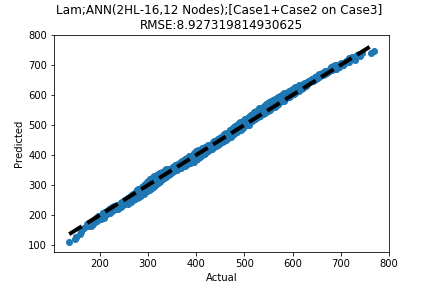 Lam;ANN(2HL-16,12 Nodes);[Case1+Case2 on Case3]
RMSE:8.927319814930625
800
700
600
500
400
300
200
100
Predicted
200 300 400 500 600 700 800
Actual